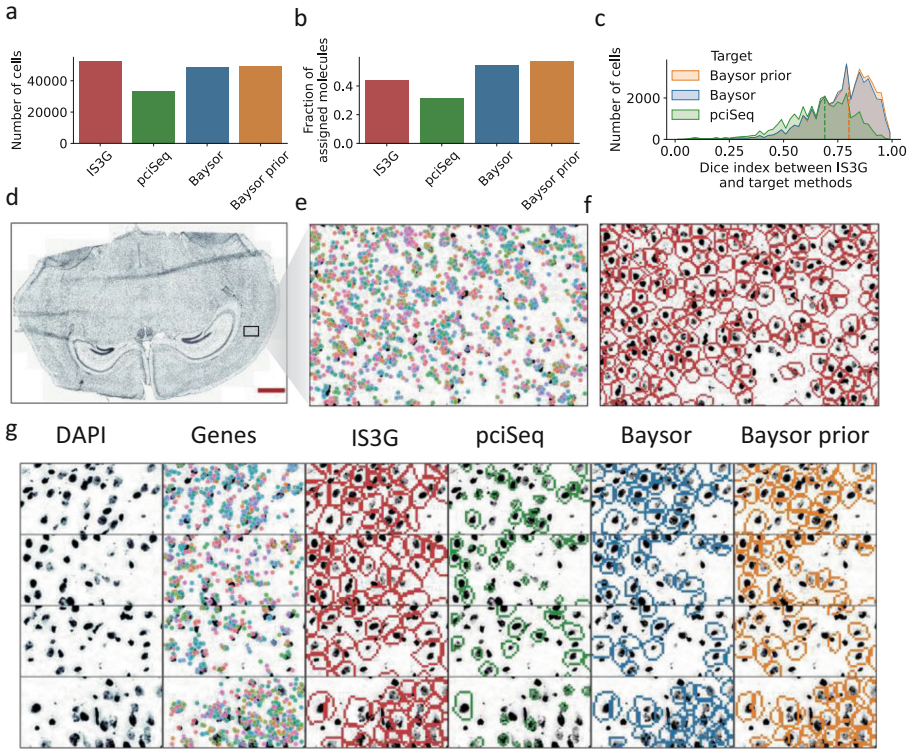 a
Number of cells
40000
20000
0
IS3G
pciSeq
Baysor
Baysor prior
b
Fraction of
assigned molecules
0.4
0.2
0.0
IS3G
pciSeq
Baysor
Baysor prior
c
Number of cells
2000
0
Target
Baysor prior
Baysor
pciSeq
0.00 0.25 0.50 0.75 1.00
Dice index between IS3G
and target methods
d
e
f
g
DAPI Genes IS3G pciSeq Baysor Baysor prior